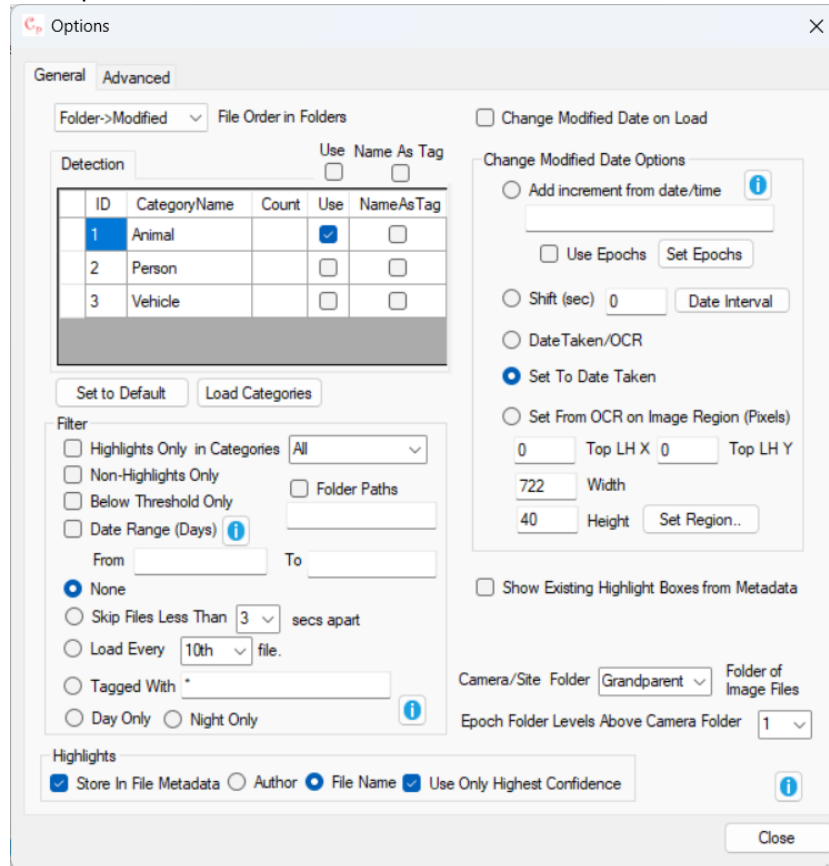 Cp Options
General Advanced
Folder->Modified File Order in Folders
Change Modified Date on Load
Detection
Use Name As Tag
ID CategoryName Count Use NameAsTag
1 Animal
2 Person
3 Vehicle
Set to Default Load Categories
Filter
Highlights Only in Categories All
Non-Highlights Only
Folder Paths
Below Threshold Only
Date Range (Days) i
From To
None
Skip Files Less Than 3 secs apart
Load Every 10th file.
Tagged With *
Day Only Night Only i
Change Modified Date Options
Add increment from date/time i
Use Epochs Set Epochs
Shift (sec) 0 Date Interval
DateTaken/OCR
Set To Date Taken
Set From OCR on Image Region (Pixels)
0 Top LH X 0 Top LH Y
722 Width
40 Height Set Region..
Show Existing Highlight Boxes from Metadata
Camera/Site Folder Grandparent Folder of
Image Files
Epoch Folder Levels Above Camera Folder 1
Highlights
Store In File Metadata Author File Name Use Only Highest Confidence
i
Close